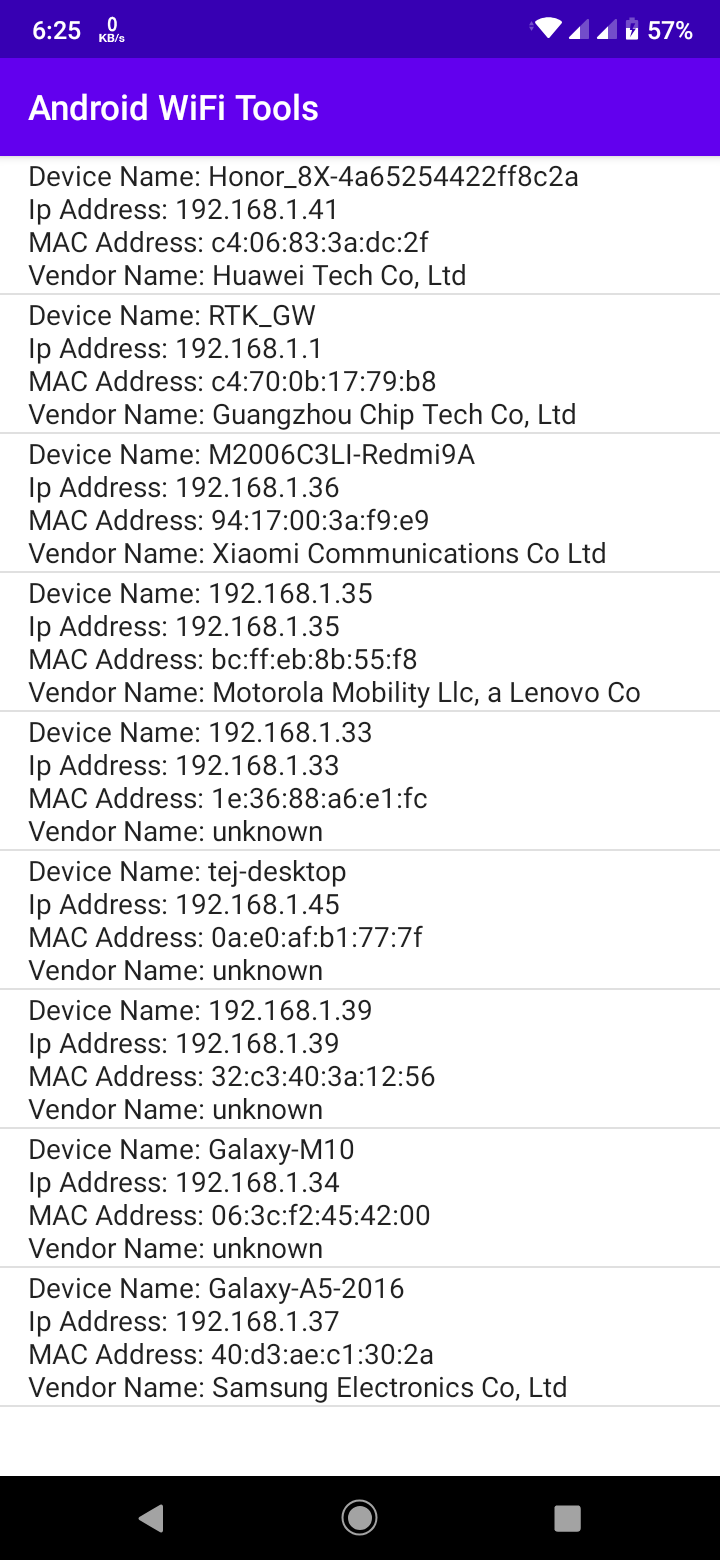 6:25
0
KB/s
57%
Android WiFi Tools
Device Name: Honor_8X-4a65254422ff8c2a
Ip Address: 192.168.1.41
MAC Address: c4:06:83:3a:dc:2f
Vendor Name: Huawei Tech Co, Ltd
Device Name: RTK_GW
Ip Address: 192.168.1.1
MAC Address: c4:70:0b:17:79:b8
Vendor Name: Guangzhou Chip Tech Co, Ltd
Device Name: M2006C3LI-Redmi9A
Ip Address: 192.168.1.36
MAC Address: 94:17:00:3a:f9:e9
Vendor Name: Xiaomi Communications Co Ltd
Device Name: 192.168.1.35
Ip Address: 192.168.1.35
MAC Address: bc:ff:eb:8b:55:f8
Vendor Name: Motorola Mobility Llc, a Lenovo Co
Device Name: 192.168.1.33
Ip Address: 192.168.1.33
MAC Address: 1e:36:88:a6:e1:fc
Vendor Name: unknown
Device Name: tej-desktop
Ip Address: 192.168.1.45
MAC Address: 0a:e0:af:b1:77:7f
Vendor Name: unknown
Device Name: 192.168.1.39
Ip Address: 192.168.1.39
MAC Address: 32:c3:40:3a:12:56
Vendor Name: unknown
Device Name: Galaxy-M10
Ip Address: 192.168.1.34
MAC Address: 06:3c:f2:45:42:00
Vendor Name: unknown
Device Name: Galaxy-A5-2016
Ip Address: 192.168.1.37
MAC Address: 40:d3:ae:c1:30:2a
Vendor Name: Samsung Electronics Co, Ltd